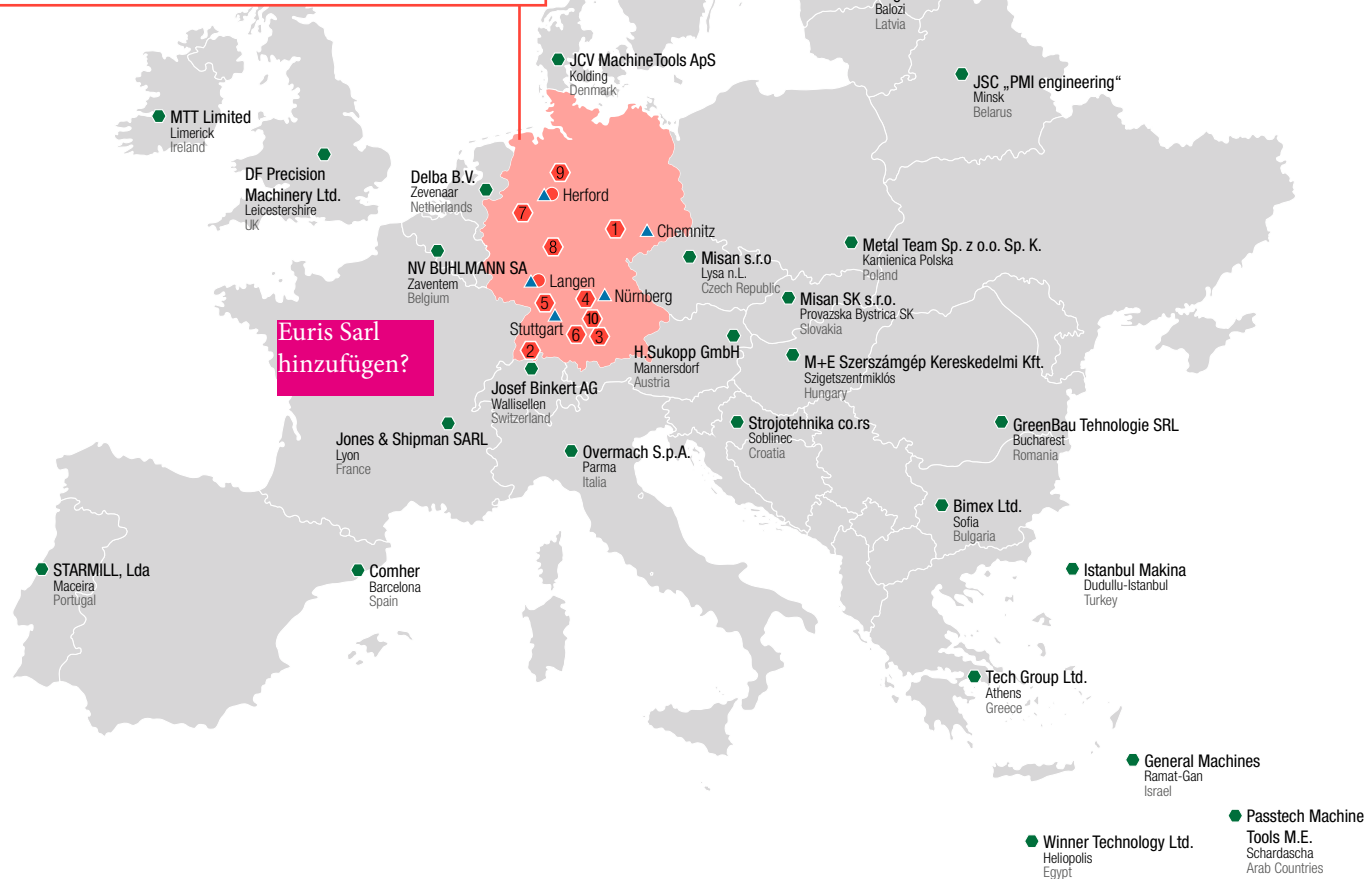 Balozi
Latvia
JCV MachineTools ApS
Kolding
Denmark
JSC „PMI engineering“
Minsk
Belarus
MTT Limited
Limerick
Ireland
DF Precision
Machinery Ltd.
Leicestershire
UK
Delba B.V.
Zevenaar
Netherlands
9
Herford
7
1
Chemnitz
8
NV BUHLMANN SA
Zaventem
Belgium
Langen
5
4
Nürnberg
10
Stuttgart
6
3
2
Misan s.r.o
Lysa n.L.
Czech Republic
Metal Team Sp. z o.o. Sp. K.
Kamienica Polska
Poland
Misan SK s.r.o.
Provazska Bystrica SK
Slovakia
Euris Sarl
hinzufügen?
H.Sukopp GmbH
Mannersdorf
Austria
M+E Szerszámgép Kereskedelmi Kft.
Szigetszentmiklós
Hungary
Josef Binkert AG
Wallisellen
Switzerland
Jones & Shipman SARL
Lyon
France
Overmach S.p.A.
Parma
Italia
Strojotehnika co.rs
Soblinec
Croatia
GreenBau Tehnologie SRL
Bucharest
Romania
Bimex Ltd.
Sofia
Bulgaria
STARMILL, Lda
Maceira
Portugal
Comher
Barcelona
Spain
Istanbul Makina
Dudullu-Istanbul
Turkey
Tech Group Ltd.
Athens
Greece
General Machines
Ramat-Gan
Israel
Passtech Machine
Tools M.E.
Schardascha
Arab Countries
Winner Technology Ltd.
Heliopolis
Egypt